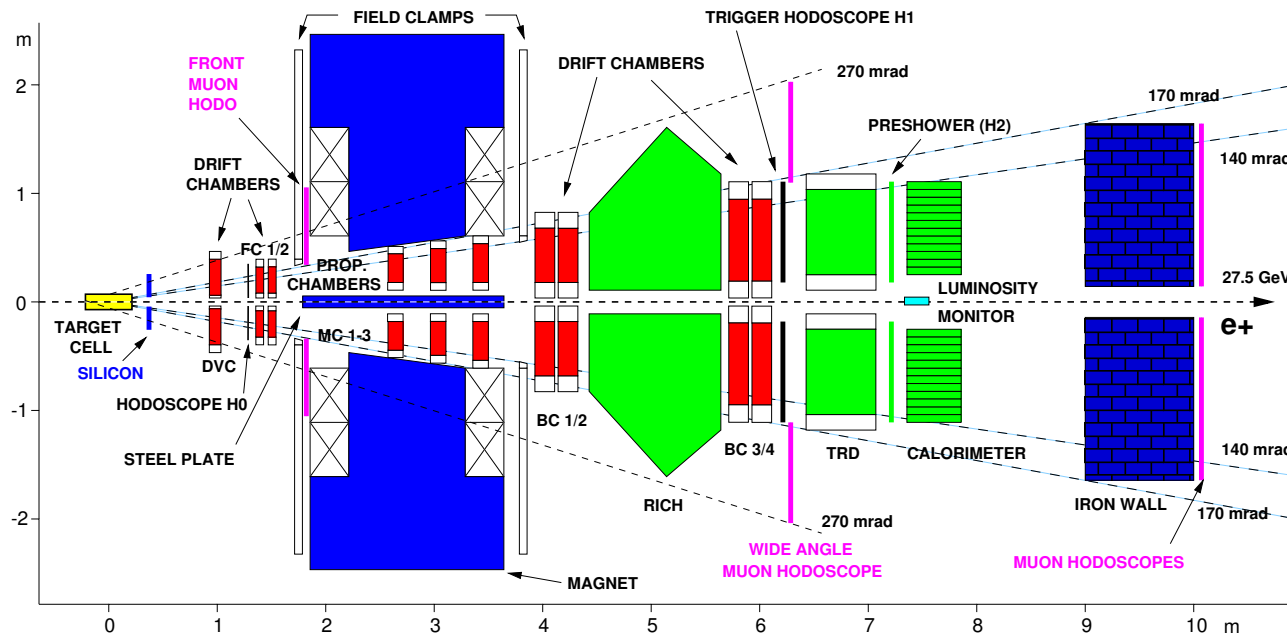 FIELD CLAMPS
TRIGGER HODOSCOPE H1
m
FRONT
MUON
HODO
DRIFT CHAMBERS
270 mrad
2
170 mrad
PRESHOWER (H2)
140 mrad
DRIFT
CHAMBERS
1
FC 1/2
PROP.
CHAMBERS
27.5 GeV
0
LUMINOSITY
MONITOR
e+
TARGET
CELL
MC 1-3
SILICON
DVC
HODOSCOPE H0
-1
BC 1/2
BC 3/4
TRD
CALORIMETER
140 mrad
STEEL PLATE
RICH
IRON WALL
170 mrad
-2
270 mrad
WIDE ANGLE
MUON HODOSCOPE
MUON HODOSCOPES
MAGNET
0 1 2 3 4 5 6 7 8 9 10 m